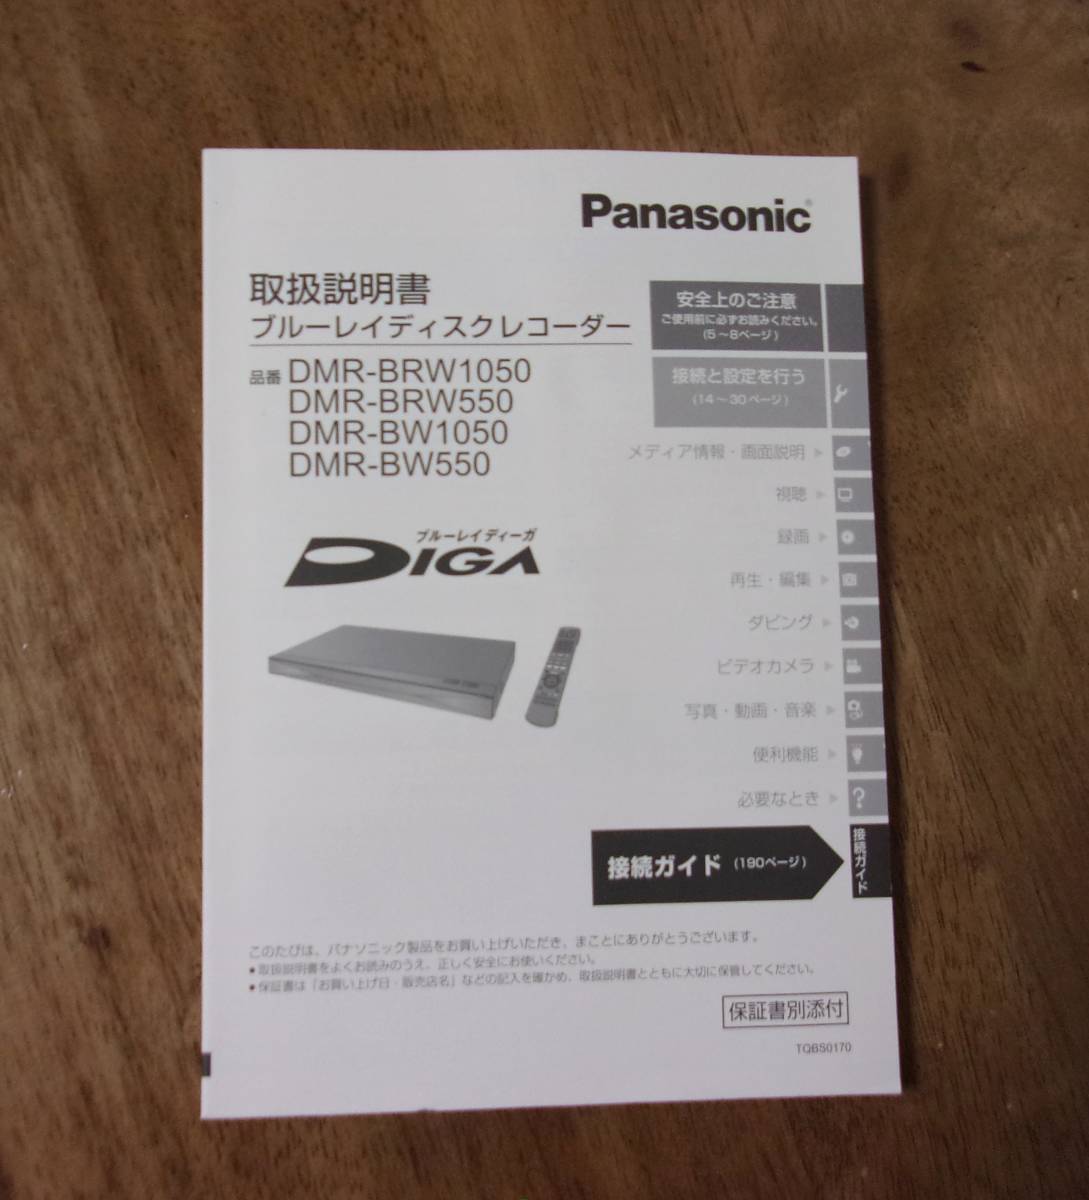 Panasonic®
取扱説明書
ブルーレイディスクレコーダー
品番 DMR-BRW1050
DMR-BRW550
DMR-BW1050
DMR-BW550
ブルーレイディーガ
DIGA
安全上のご注意
ご使用前に必ずお読みください。
(5～8ページ)
接続と設定を行う
(14～30ページ)
メディア情報・画面説明 ▶
視聴 ▶
録画 ▶
再生・編集 ▶
ダビング ▶
ビデオカメラ ▶
写真・動画・音楽 ▶
便利機能 ▶
必要なとき ▶ ?
接続ガイド (190ページ)
接続ガイド
このたびは、パナソニック製品をお買い上げいただき、まことにありがとうございます。
● 取扱説明書をよくお読みのうえ、正しく安全にお使いください。
● 保証書は「お買い上げ日・販売店名」などの記入を確かめ、取扱説明書とともに大切に保管してください。
保証書別添付
TQBS0170